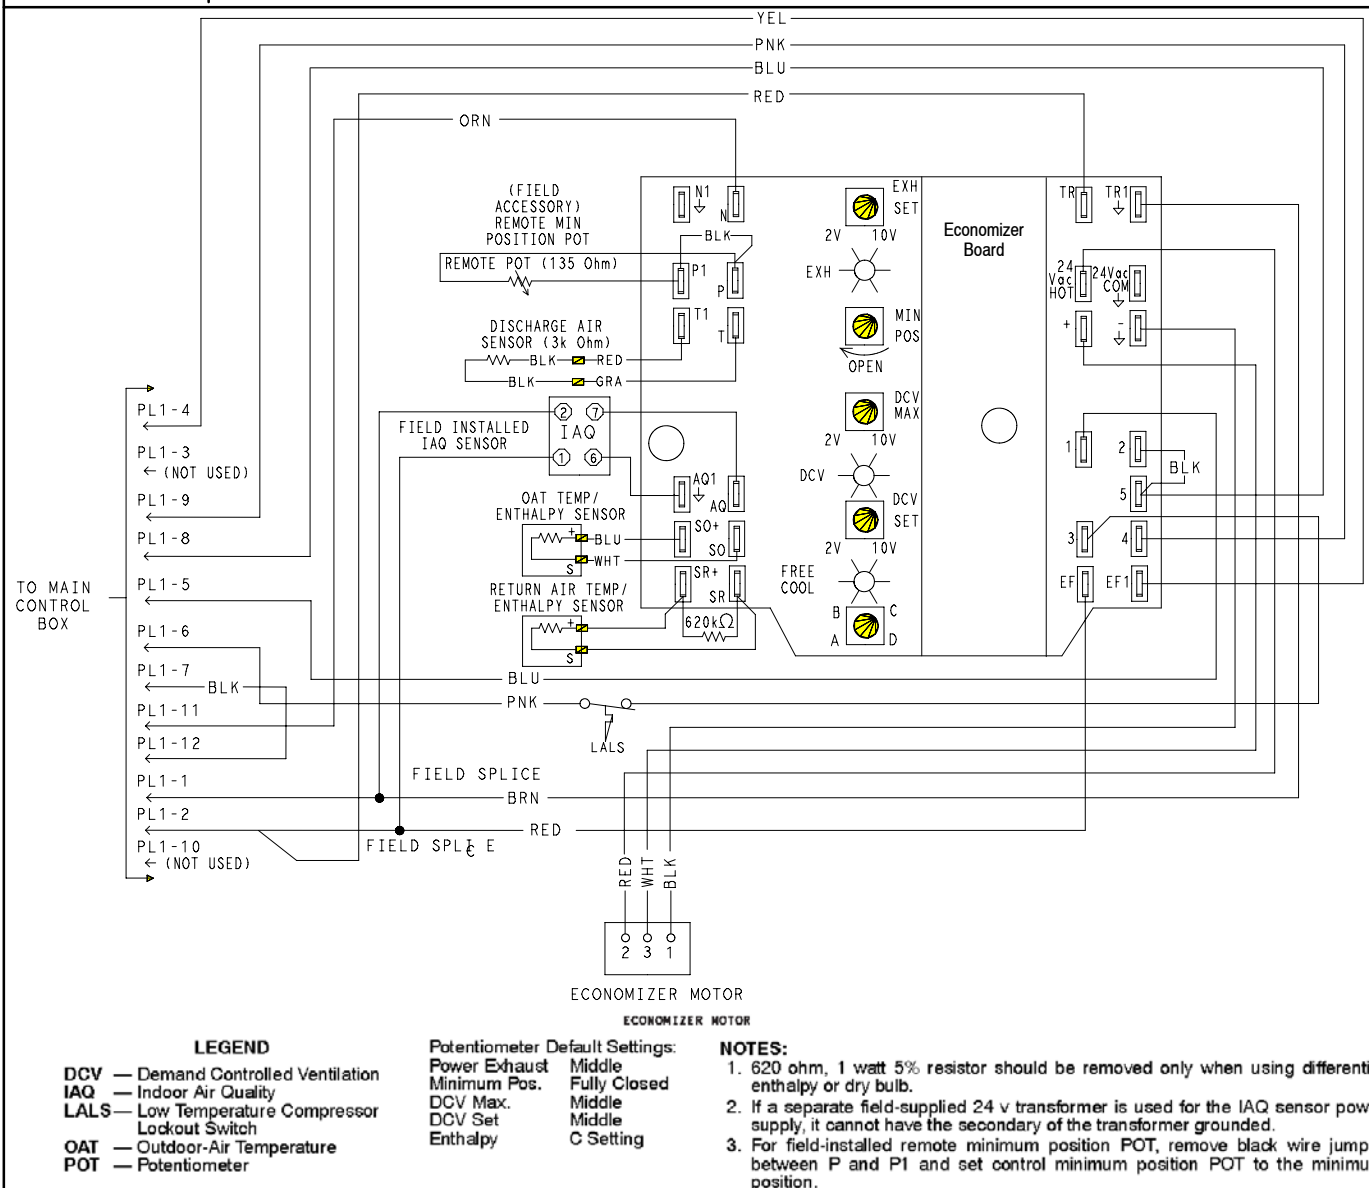 YEL
PNK
BLU
RED
ORN
(FIELD
ACCESSORY)
REMOTE MIN
POSITION POT
REMOTE POT (135 Ohm)
DISCHARGE AIR
SENSOR (3k Ohm)
BLK
RED
BLK
GRA
FIELD INSTALLED
IAQ SENSOR
2 7
IAQ
1 6
OAT TEMP/
ENTHALPY SENSOR
+
BLU
WHT
S
RETURN AIR TEMP/
ENTHALPY SENSOR
+
S
N1
N
BLK
P1
P
T1
T
AQ1
AQ
SO+
SO
SR+
SR
620kΩ
EXH
SET
2V 10V
EXH
MIN
POS
OPEN
DCV
MAX
2V 10V
DCV
DCV
SET
2V 10V
FREE
COOL
B C
A D
Economizer
Board
TR TR1
24
Vac
HOT
24Vac
COM
+ -
1 2
BLK
5
3 4
EF EF1
TO MAIN
CONTROL
BOX
PL1-4
PL1-3
(NOT USED)
PL1-9
PL1-8
PL1-5
PL1-6
PL1-7
BLK
PL1-11
PL1-12
PL1-1
PL1-2
PL1-10
(NOT USED)
BLU
PNK
LALS
FIELD SPLICE
BRN
RED
FIELD SPLICE
RED
WHT
BLK
2 3 1
ECONOMIZER MOTOR
ECONOMIZER MOTOR
LEGEND
DCV — Demand Controlled Ventilation
IAQ — Indoor Air Quality
LALS — Low Temperature Compressor
Lockout Switch
OAT — Outdoor-Air Temperature
POT — Potentiometer
Potentiometer Default Settings:
Power Exhaust Middle
Minimum Pos. Fully Closed
DCV Max. Middle
DCV Set Middle
Enthalpy C Setting
NOTES:
1. 620 ohm, 1 watt 5% resistor should be removed only when using differenti
enthalpy or dry bulb.
2. If a separate field-supplied 24 v transformer is used for the IAQ sensor pow
supply, it cannot have the secondary of the transformer grounded.
3. For field-installed remote minimum position POT, remove black wire jump
between P and P1 and set control minimum position POT to the minimu
position.